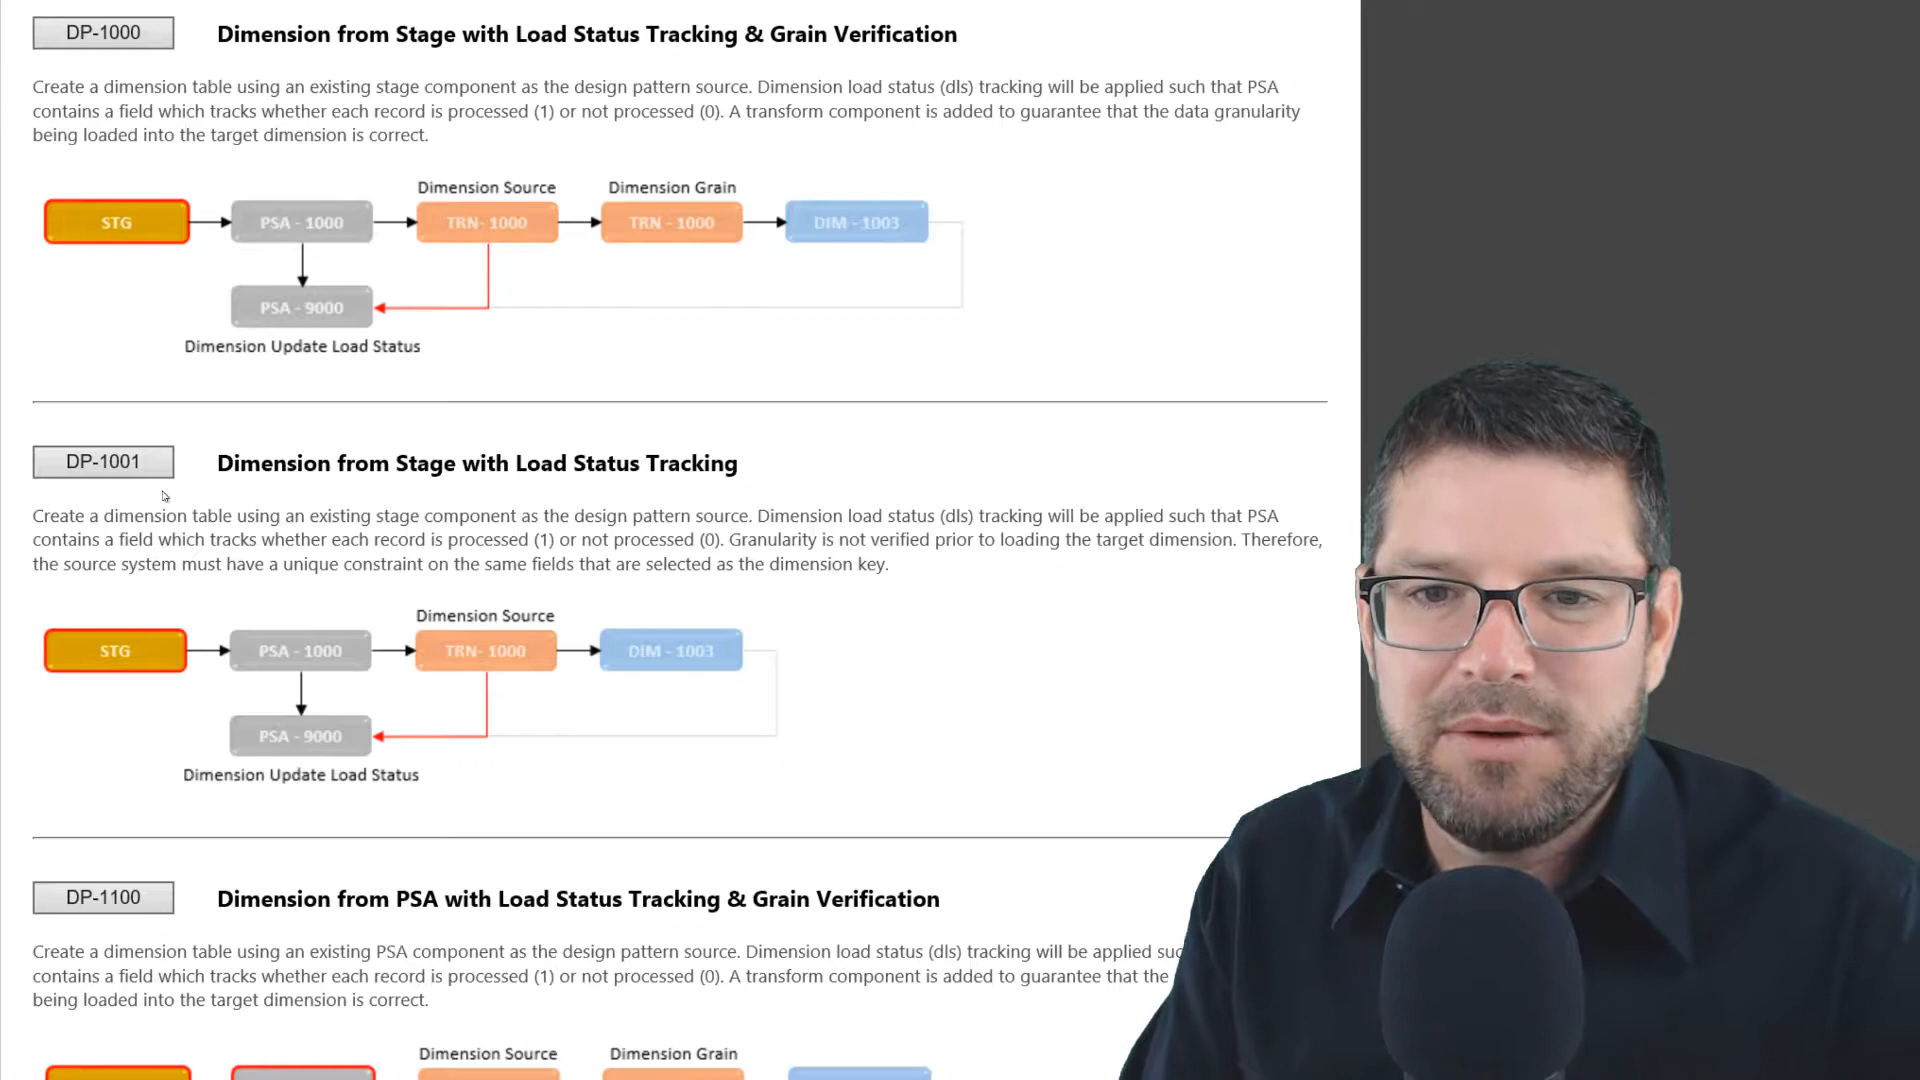 DP-1000
Dimension from Stage with Load Status Tracking & Grain Verification
Create a dimension table using an existing stage component as the design pattern source. Dimension load status (dls) tracking will be applied such that PSA
contains a field which tracks whether each record is processed (1) or not processed (0). A transform component is added to guarantee that the data granularity
being loaded into the target dimension is correct.
Dimension Source
Dimension Grain
STG
PSA - 1000
TRN- 1000
TRN - 1000
DIM - 1003
PSA - 9000
Dimension Update Load Status
DP-1001
Dimension from Stage with Load Status Tracking
Create a dimension table using an existing stage component as the design pattern source. Dimension load status (dls) tracking will be applied such that PSA
contains a field which tracks whether each record is processed (1) or not processed (0). Granularity is not verified prior to loading the target dimension. Therefore,
the source system must have a unique constraint on the same fields that are selected as the dimension key.
Dimension Source
STG
PSA - 1000
TRN- 1000
DIM - 1003
PSA - 9000
Dimension Update Load Status
DP-1100
Dimension from PSA with Load Status Tracking & Grain Verification
Create a dimension table using an existing PSA component as the design pattern source. Dimension load status (dls) tracking will be applied
contains a field which tracks whether each record is processed (1) or not processed (0). A transform component is added to guarantee that the
being loaded into the target dimension is correct.
Dimension Source
Dimension Grain